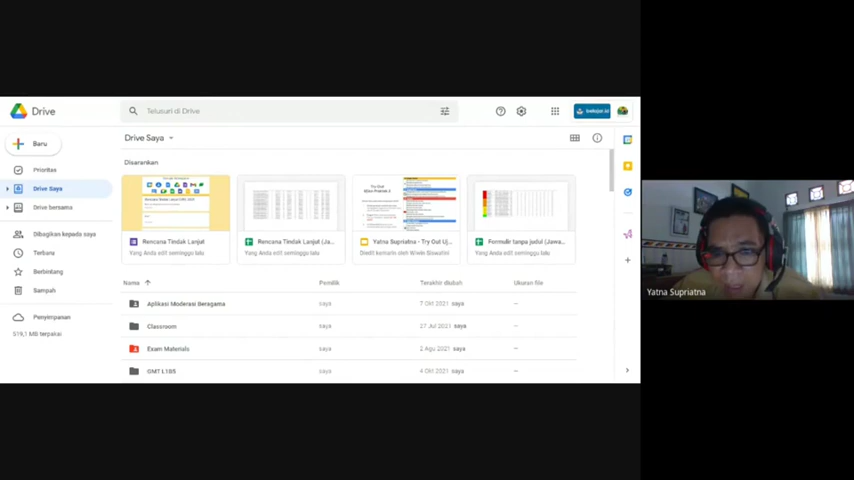 Drive
Telusuri di Drive
belajar.id
Baru
Drive Saya
Prioritas
Disarankan
Drive Saya
Drive bersama
Dibagikan kepada saya
Terbaru
Berbintang
Sampah
Penyimpanan
519,1 MB terpakai
Rencana Tindak Lanjut
Yang Anda edit seminggu lalu
Rencana Tindak Lanjut (Ja...
Yang Anda edit seminggu lalu
Yatna Supriatna - Try Out Uj...
Diedit kemarin oleh Wiwin Siswatini
Formulir tanpa judul (Jawa...
Yang Anda edit seminggu lalu
Nama
Pemilik
Terakhir diubah
Ukuran file
Aplikasi Moderasi Beragama saya 7 Okt 2021 saya —
Classroom saya 27 Jul 2021 saya —
Exam Materials saya 2 Agu 2021 saya —
GMT L1B5 saya 4 Okt 2021 saya —
Yatna Supriatna